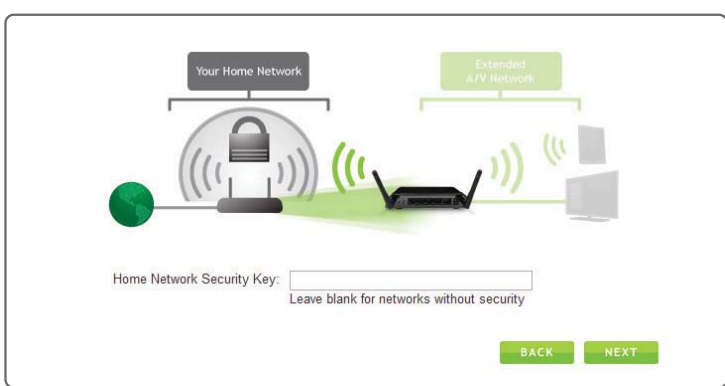 Your Home Network
Extended
A/V Network
Home Network Security Key:
Leave blank for networks without security
BACK
NEXT